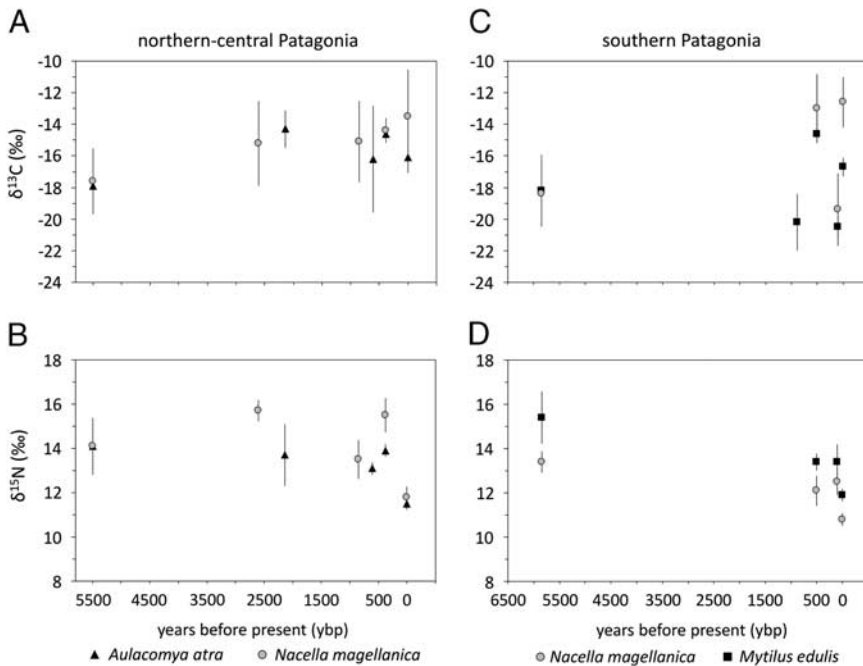 A
northern-central Patagonia
-10
-12
-14
-16
-18
-20
-22
-24
δ13C (‰)
B
18
16
14
12
10
8
δ15N (‰)
5500 4500 3500 2500 1500 500 0
years before present (ybp)
▲ Aulacomya atra ○ Nacella magellanica
C
southern Patagonia
-10
-12
-14
-16
-18
-20
-22
-24
D
18
16
14
12
10
8
6500 5500 4500 3500 2500 1500 500 0
years before present (ybp)
○ Nacella magellanica ■ Mytilus edulis